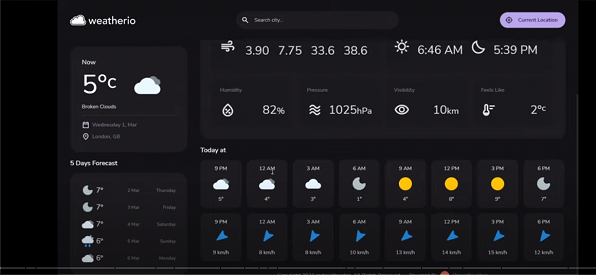 weatherio
Search city...
Current Location
Now
5°c
Broken Clouds
Wednesday 1, Mar
London, GB
3.90 7.75 33.6 38.6
6:46 AM
5:39 PM
Humidity
82%
Pressure
1025hPa
Visibility
10km
Feels Like
2°c
5 Days Forecast
7° 2 Mar Thursday
7° 3 Mar Friday
7° 4 Mar Saturday
6° 5 Mar Sunday
6° 6 Mar Monday
Today at
9 PM 12 AM 3 AM 6 AM 9 AM 12 PM 3 PM 6 PM
5° 4° 3° 1° 4° 8° 9° 7°
9 PM 12 AM 3 AM 6 AM 9 AM 12 PM 3 PM 6 PM
9 km/h 8 km/h 8 km/h 10 km/h 13 km/h 14 km/h 15 km/h 12 km/h